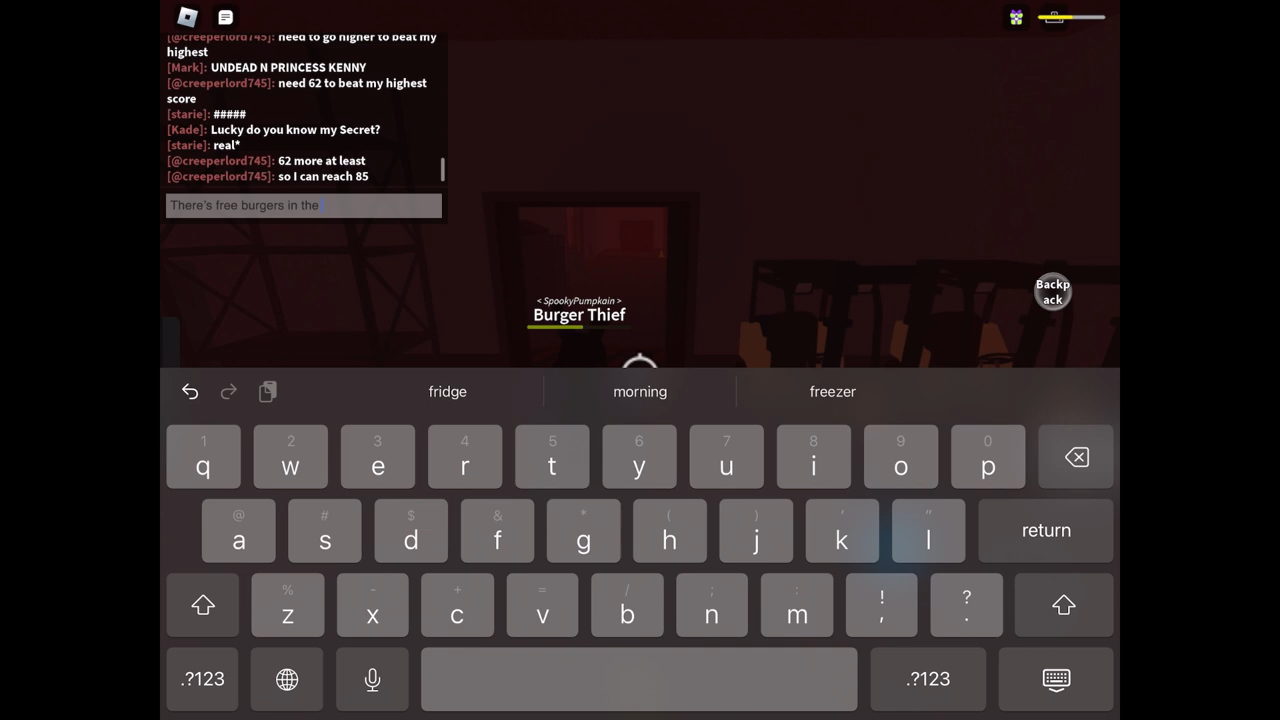 [@creeperlord745]: need to go higher to beat my
highest
[Mark]: UNDEAD N PRINCESS KENNY
[@creeperlord745]: need 62 to beat my highest
score
[starie]: #####
[Kade]: Lucky do you know my Secret?
[starie]: real*
[@creeperlord745]: 62 more at least
[@creeperlord745]: so I can reach 85
There's free burgers in the
Backp
ack
< SpookyPumpkain >
Burger Thief
fridge morning freezer
1 2 3 4 5 6 7 8 9 0
q w e r t y u i o p
@ # $ & * ( ) ' "
a s d f g h j k l return
% - + = / ; : ! ?
z x c v b n m , .
.?123 .?123